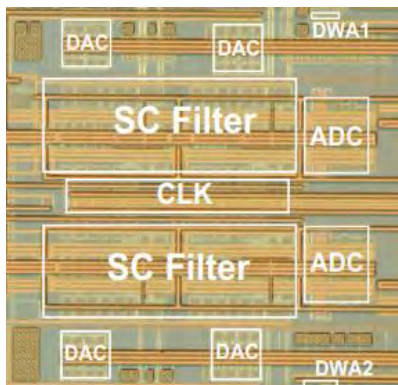 DAC
DAC
DWA1
SC Filter
ADC
CLK
SC Filter
ADC
DAC
DAC
DWA2